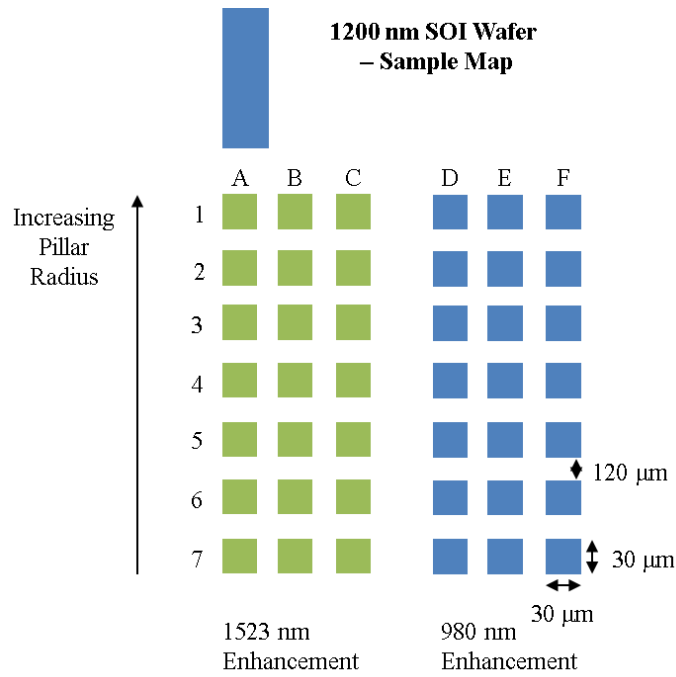 1200 nm SOI Wafer
– Sample Map
A B C D E F
Increasing
Pillar
Radius
1
2
3
4
5
6
7
120 μm
30 μm
30 μm
1523 nm
Enhancement
980 nm
Enhancement